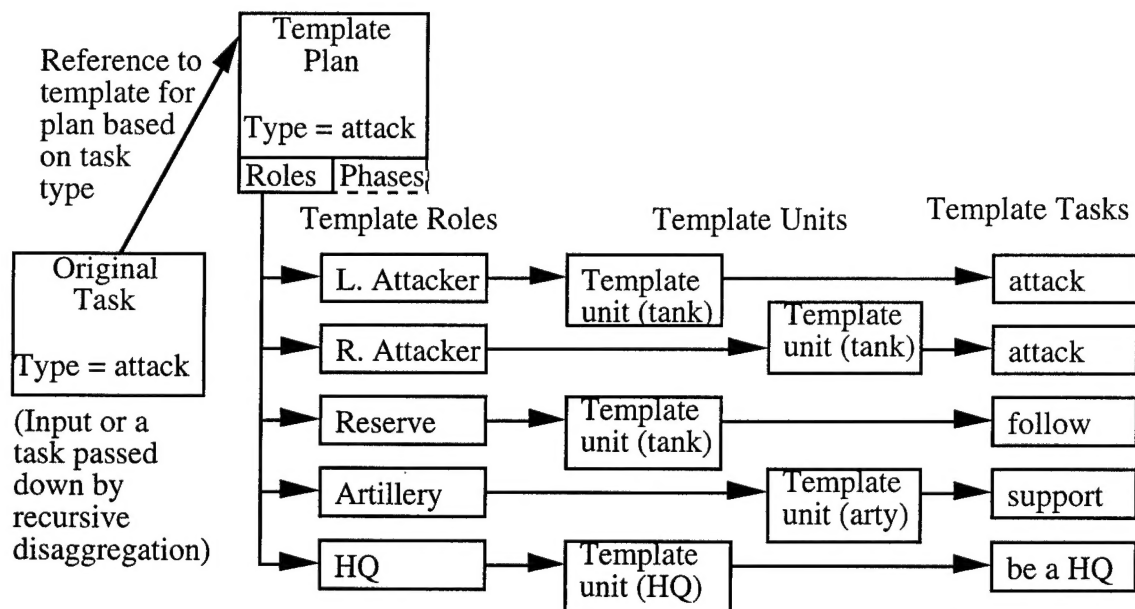 Template
Plan
Type = attack
Roles
Phases
Reference to
template for
plan based
on task
type
Original
Task
Type = attack
(Input or a
task passed
down by
recursive
disaggregation)
Template Roles
Template Units
Template Tasks
L. Attacker
Template
unit (tank)
attack
R. Attacker
Template
unit (tank)
attack
Reserve
Template
unit (tank)
follow
Artillery
Template
unit (arty)
support
HQ
Template
unit (HQ)
be a HQ